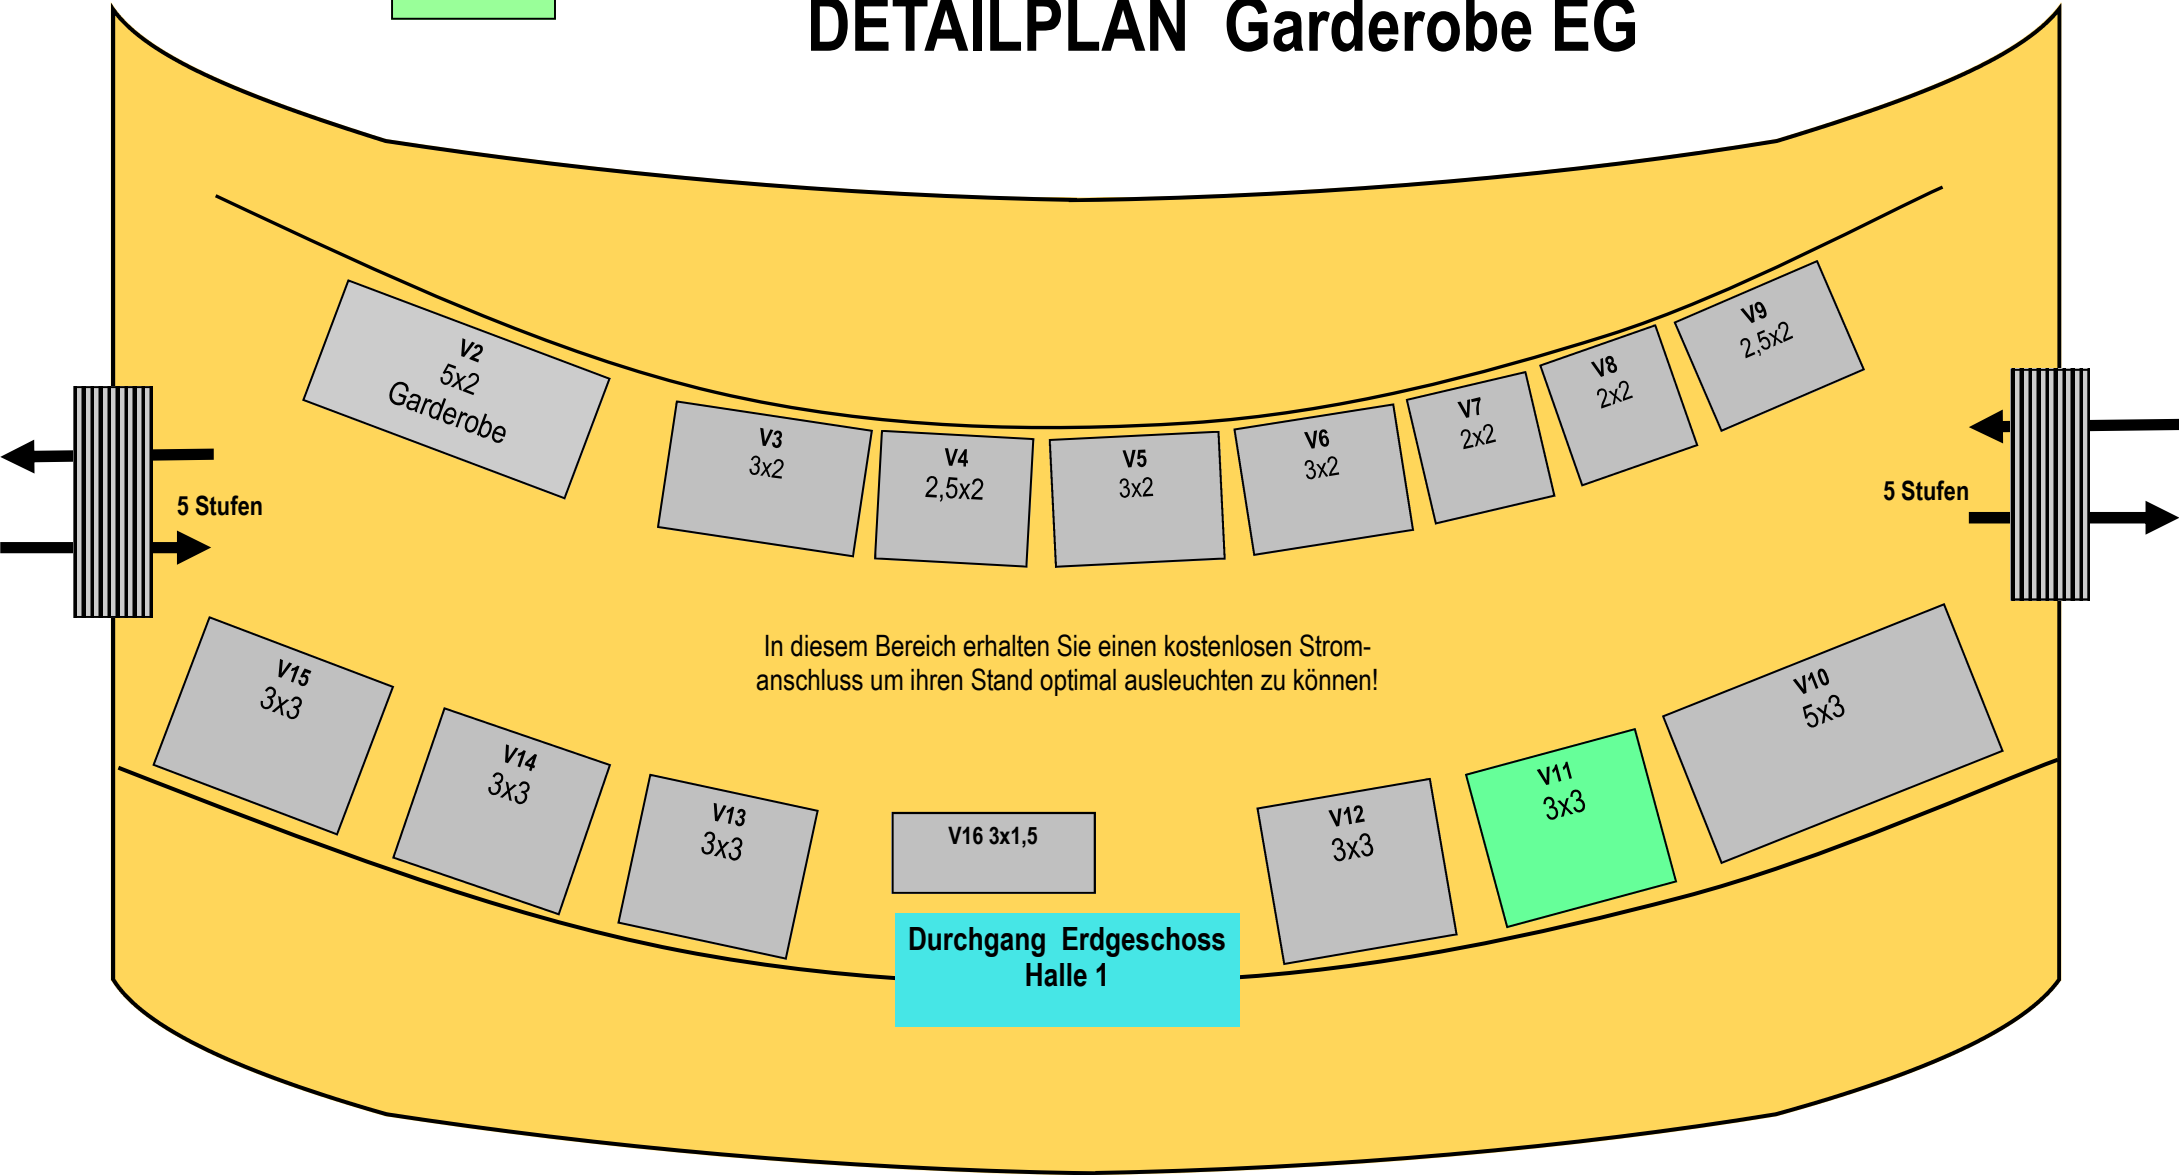 DETAILPLAN Garderobe EG
V2
5x2
Garderobe
V3
3x2
V4
2,5x2
V5
3x2
V6
3x2
V7
2x2
V8
2x2
V9
2,5x2
5 Stufen
5 Stufen
In diesem Bereich erhalten Sie einen kostenlosen Strom-
anschluss um ihren Stand optimal ausleuchten zu können!
V15
3x3
V14
3x3
V13
3x3
V16 3x1,5
V12
3x3
V11
3x3
V10
5x3
Durchgang Erdgeschoss
Halle 1